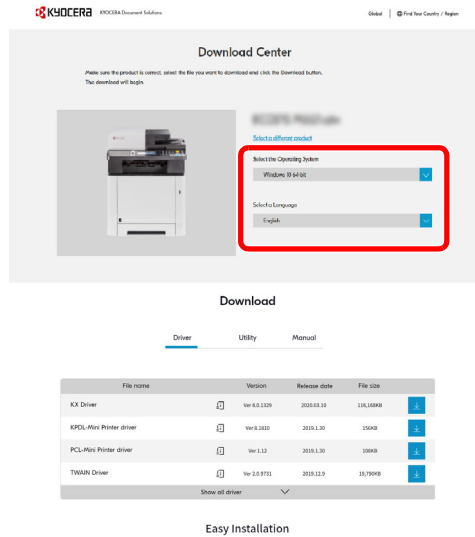 KYOCERA KYOCERA Document Solutions
Global Find Your Country / Region
Download Center
Make sure the product is correct, select the file you want to download and click the Download button.
The download will begin
Select a different product
Select the Operating System
Windows 10 64-bit
Select a Language
English
Download
Driver Utility Manual
File name Version Release date File size
KX Driver Ver 8.0.1329 2020.03.10 116,168KB
KPDL-Mini Printer driver Ver 8.1610 2019.1.30 156KB
PCL-Mini Printer driver Ver 1.12 2019.1.30 108KB
TWAIN Driver Ver 2.0.9731 2019.12.9 19,790KB
Show all driver
Easy Installation